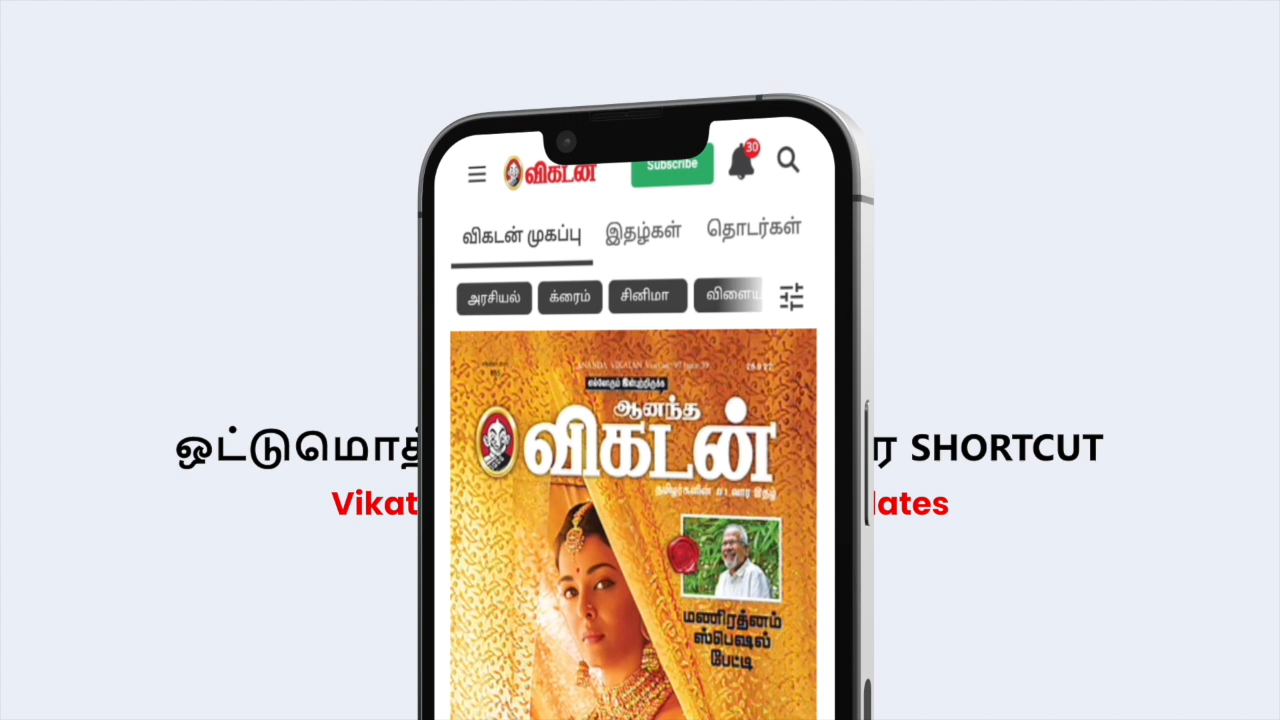 விகடன்
Subscribe
30
விகடன் முகப்பு இதழ்கள் தொடர்கள்
அரசியல் க்ரைம் சினிமா விளைய
ஆனந்த
விகடன்
மணிரத்னம்
ஸ்பெஷல்
பேட்டி
ஒட்டுமொத் ர SHORTCUT
Vikat lates